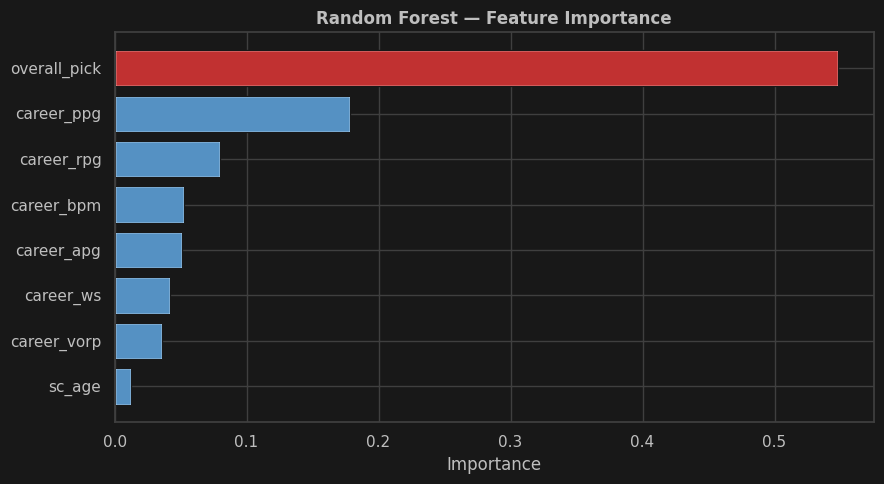 Random Forest — Feature Importance
overall_pick
career_ppg
career_rpg
career_bpm
career_apg
career_ws
career_vorp
sc_age
0.0 0.1 0.2 0.3 0.4 0.5
Importance